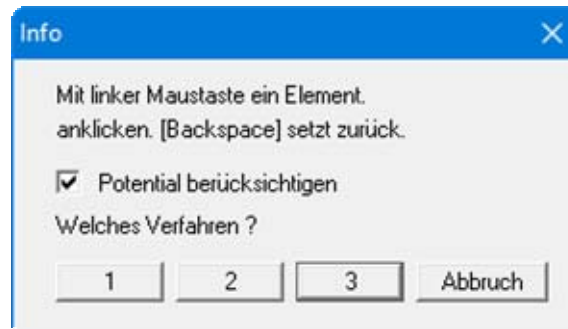 Info
Mit linker Maustaste ein Element.
anklicken. [Backspace] setzt zurück.
Potential berücksichtigen
Welches Verfahren ?
1 2 3 Abbruch